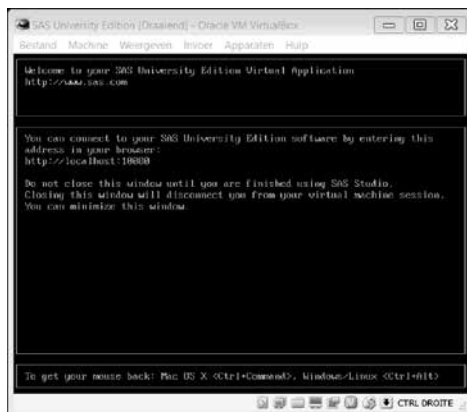 SAS University Edition [Draaiend] - Oracle VM VirtualBox
Bestand Machine Weergeven Invoer Apparaten Hulp
Welcome to your SAS University Edition Virtual Application
http://www.sas.com
You can connect to your SAS University Edition software by entering this
address in your browser:
http://localhost:10080
Do not close this window until you are finished using SAS Studio.
Closing this window will disconnect you from your virtual machine session.
You can minimize this window.
To get your mouse back: Mac OS X <Ctrl+Command>, Windows/Linux <Ctrl+Alt>
CTRL DROITE